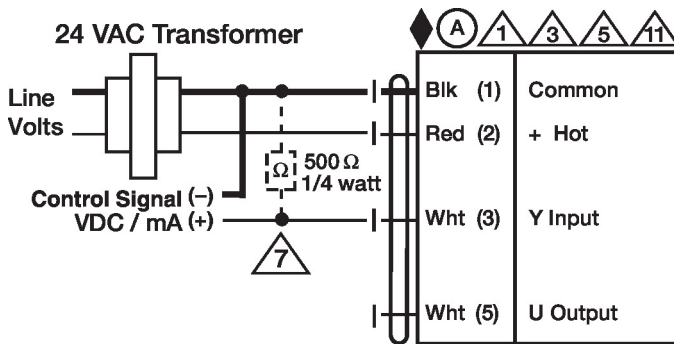 24 VAC Transformer
A 1 3 5 11
Line
Volts
Blk (1) Common
Red (2) + Hot
Ω 500 Ω
1/4 watt
Control Signal (–)
VDC / mA (+)
Wht (3) Y Input
7
Wht (5) U Output